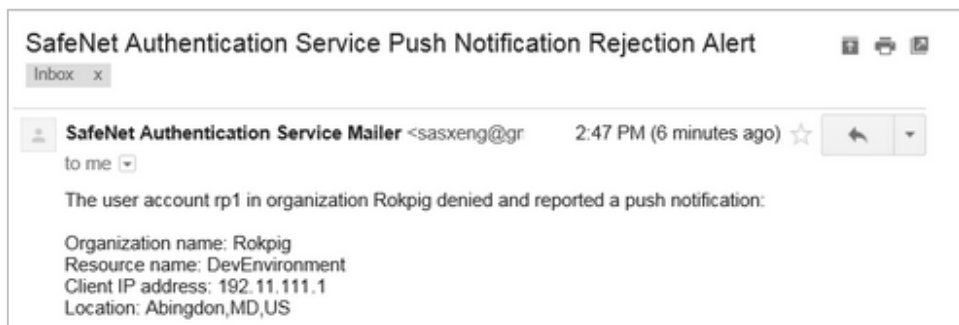 SafeNet Authentication Service Push Notification Rejection Alert
Inbox x
SafeNet Authentication Service Mailer <sasxeng@gr 2:47 PM (6 minutes ago)
to me
The user account rp1 in organization Rokpig denied and reported a push notification:
Organization name: Rokpig
Resource name: DevEnvironment
Client IP address: 192.11.111.1
Location: Abingdon,MD,US